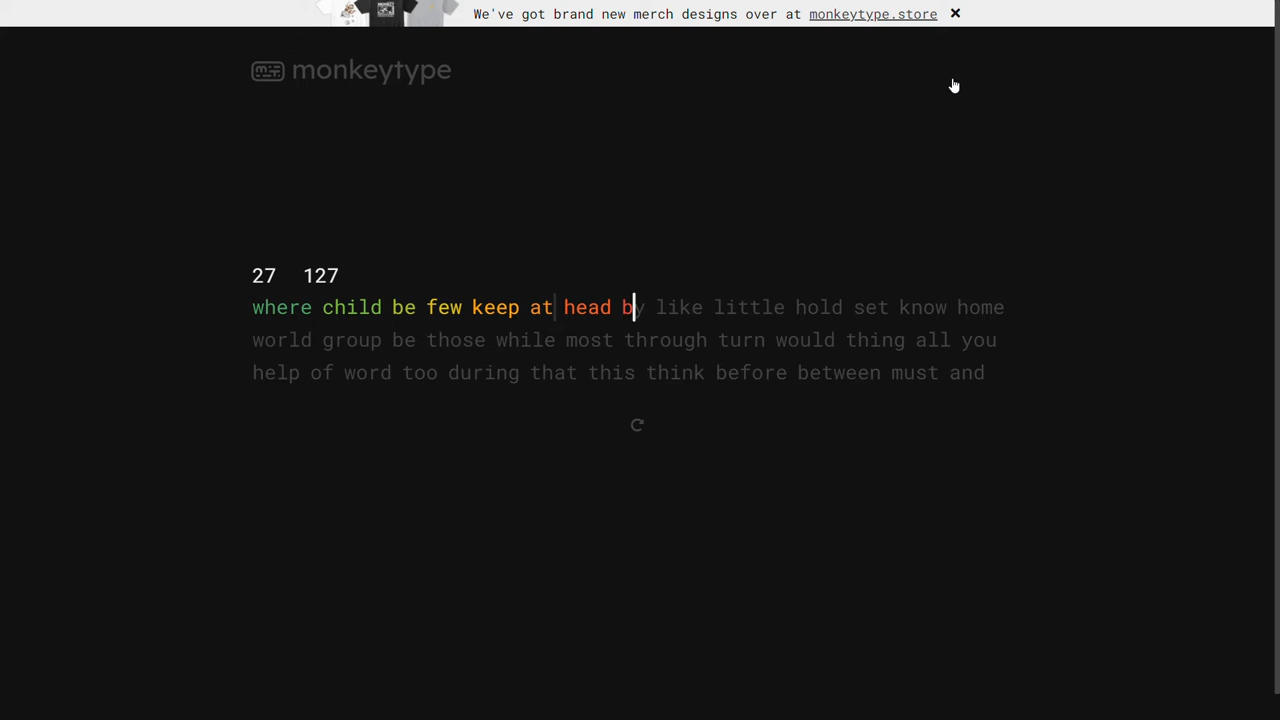 We've got brand new merch designs over at monkeytype.store
monkeytype
27 127
where child be few keep at head by like little hold set know home
world group be those while most through turn would thing all you
help of word too during that this think before between must and